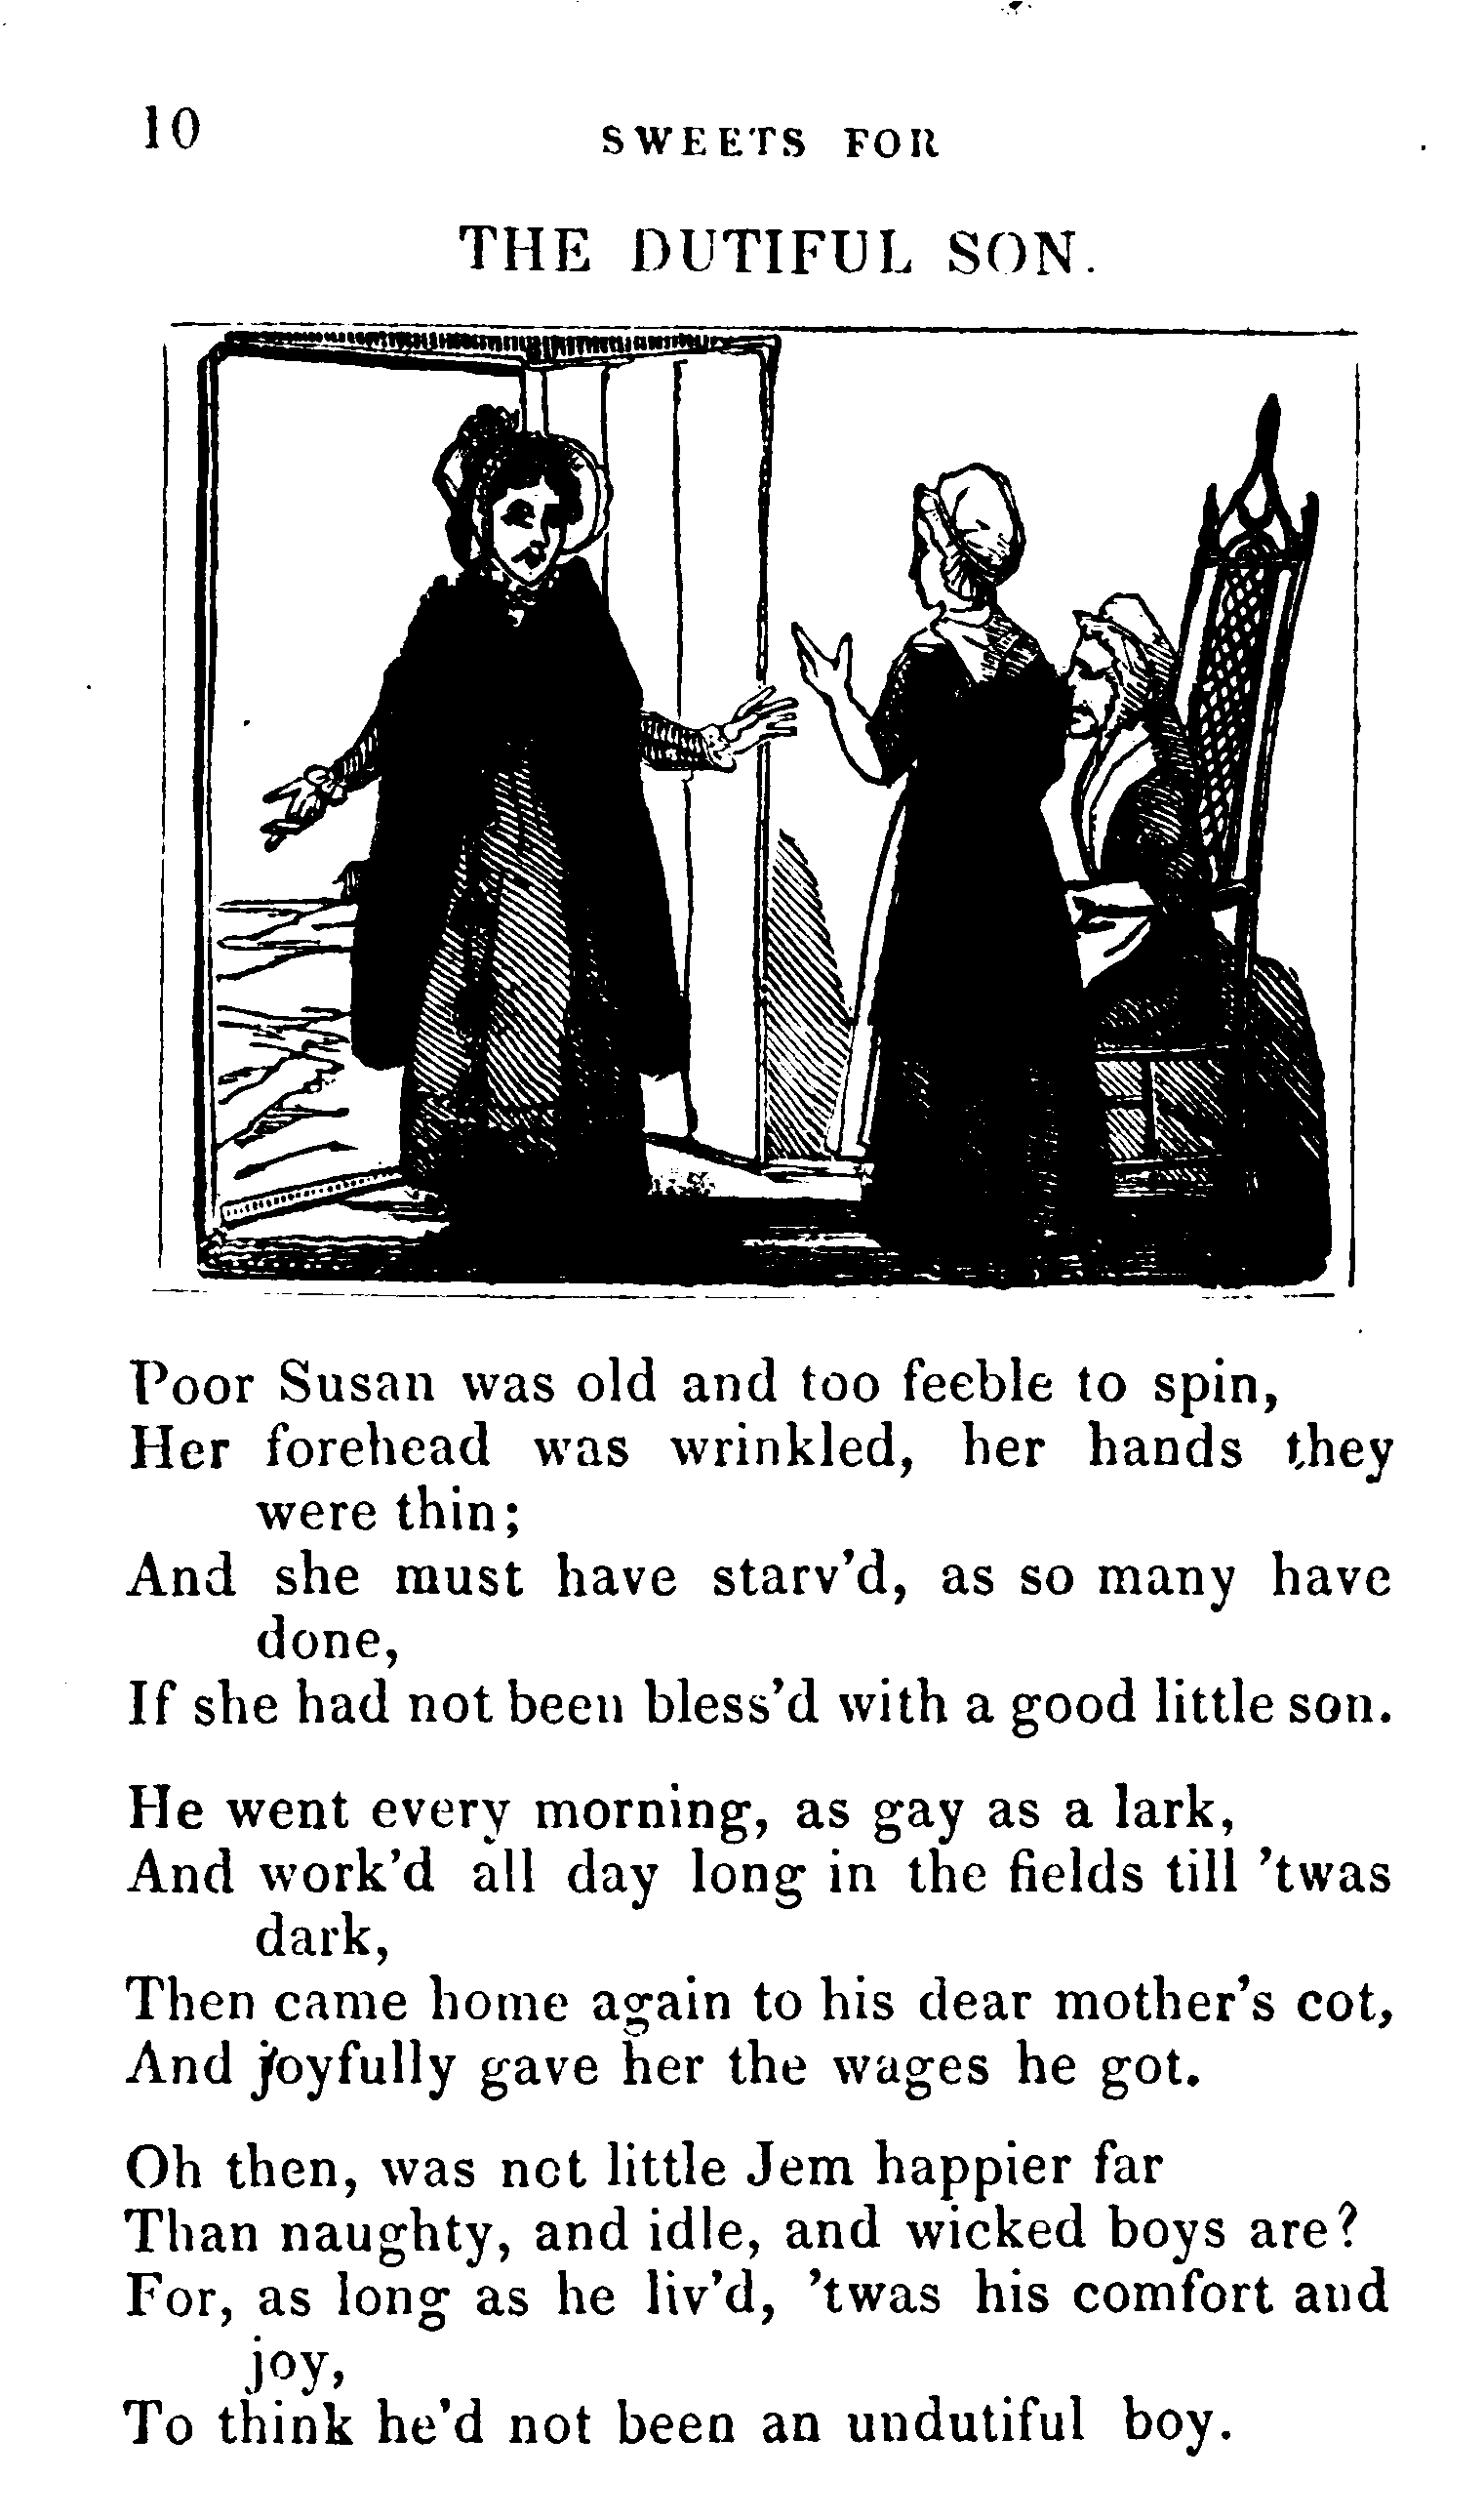 10
SWEETS FOR
THE DUTIFUL SON.
Poor Susan was old and too feeble to spin,
Her forehead was wrinkled, her hands they
were thin;
And she must have starv'd, as so many have
done,
If she had not been bless'd with a good little son.
He went every morning, as gay as a lark,
And work'd all day long in the fields till 'twas
dark,
Then came home again to his dear mother's cot,
And joyfully gave her the wages he got.
Oh then, was not little Jem happier far
Than naughty, and idle, and wicked boys are?
For, as long as he liv'd, 'twas his comfort and
joy,
To think he'd not been an undutiful boy.